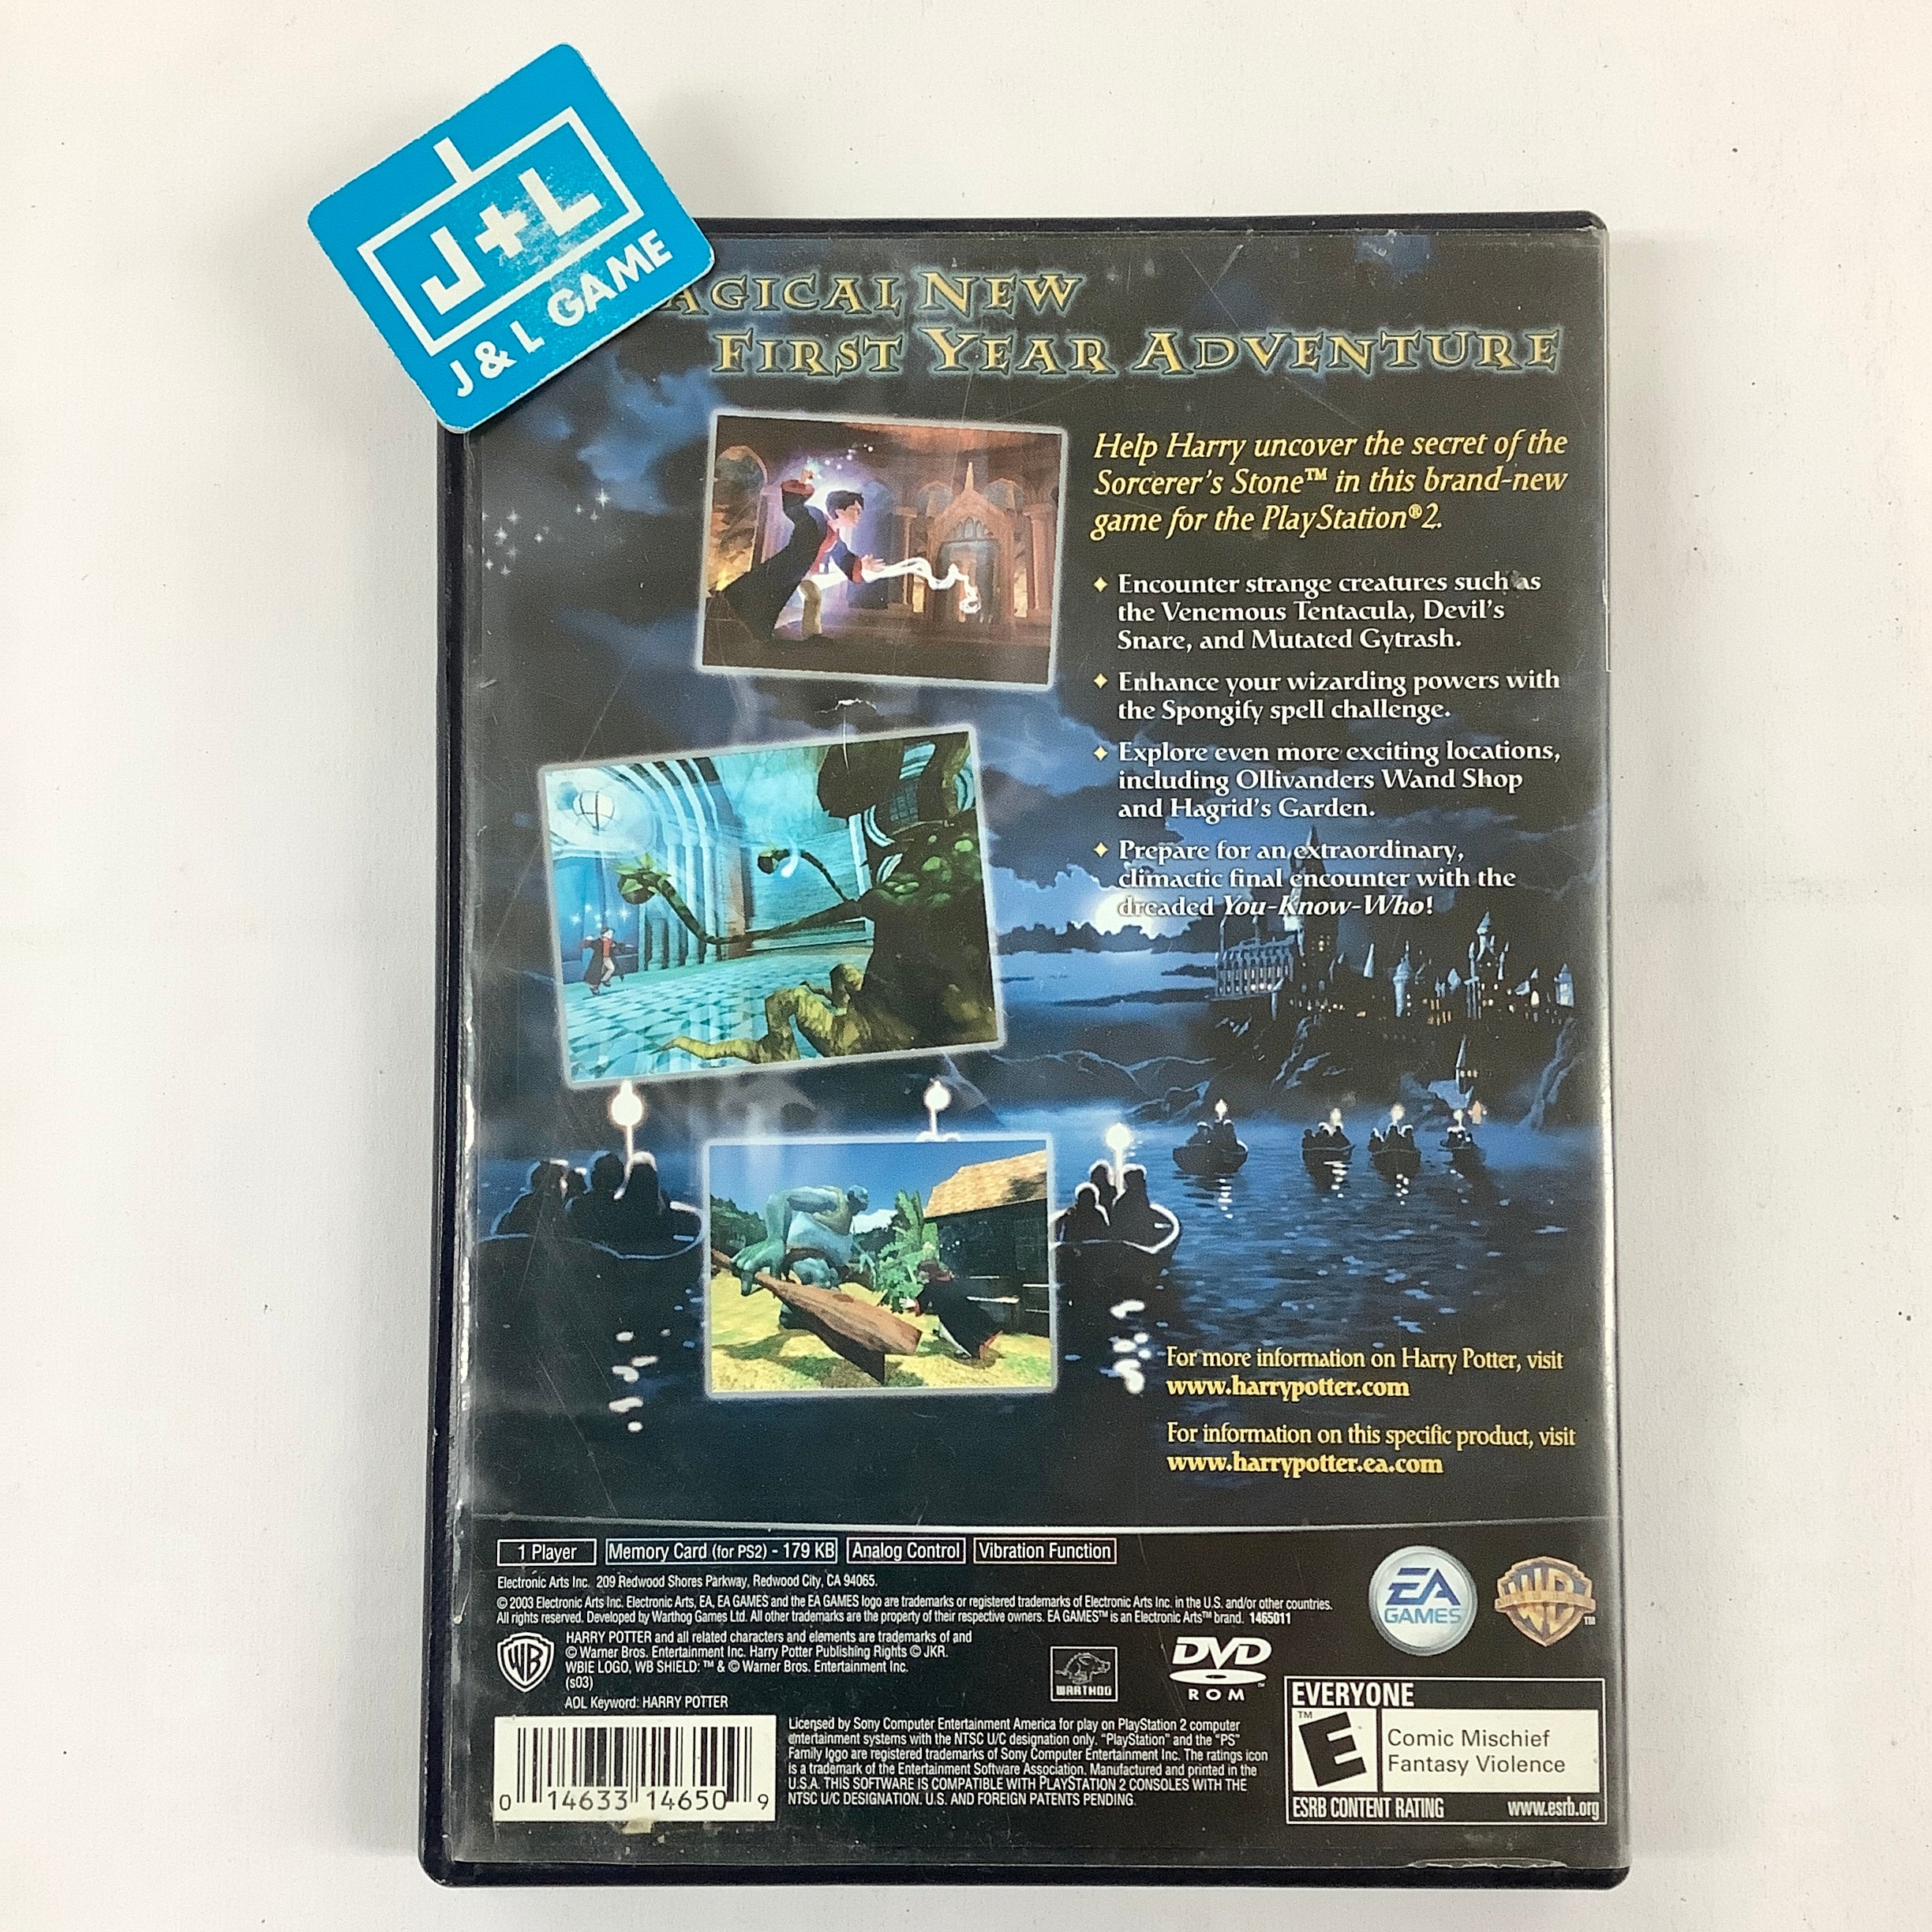 J+L
J & L GAME
AGICAL NEW
FIRST YEAR ADVENTURE
Help Harry uncover the secret of the
Sorcerer's Stone™ in this brand-new
game for the PlayStation®2.
Encounter strange creatures such as
the Venemous Tentacula, Devil's
Snare, and Mutated Gytrash.
Enhance your wizarding powers with
the Spongify spell challenge.
Explore even more exciting locations,
including Ollivanders Wand Shop
and Hagrid's Garden.
Prepare for an extraordinary,
climactic final encounter with the
dreaded You-Know-Who!
For more information on Harry Potter, visit
www.harrypotter.com
For information on this specific product, visit
www.harrypotter.ea.com
1 Player Memory Card (for PS2) - 179 KB Analog Control Vibration Function
Electronic Arts Inc. 209 Redwood Shores Parkway, Redwood City, CA 94065.
© 2003 Electronic Arts Inc. Electronic Arts, EA, EA GAMES and the EA GAMES logo are trademarks or registered trademarks of Electronic Arts Inc. in the U.S. and/or other countries.
All rights reserved. Developed by Warthog Games Ltd. All other trademarks are the property of their respective owners. EA GAMES™ is an Electronic Arts™ brand. 1465011
EA GAMES
WB ™
WB
HARRY POTTER and all related characters and elements are trademarks of and
© Warner Bros. Entertainment Inc. Harry Potter Publishing Rights © JKR.
WBIE LOGO, WB SHIELD: ™ & © Warner Bros. Entertainment Inc.
(s03)
AOL Keyword: HARRY POTTER
WARTHOG
DVD
ROM
Licensed by Sony Computer Entertainment America for play on PlayStation 2 computer
entertainment systems with the NTSC U/C designation only. "PlayStation" and the "PS"
Family logo are registered trademarks of Sony Computer Entertainment Inc. The ratings icon
is a trademark of the Entertainment Software Association. Manufactured and printed in the
U.S.A. THIS SOFTWARE IS COMPATIBLE WITH PLAYSTATION 2 CONSOLES WITH THE
NTSC U/C DESIGNATION. U.S. AND FOREIGN PATENTS PENDING.
0 14633 14650 9
EVERYONE
™
E
Comic Mischief
Fantasy Violence
ESRB CONTENT RATING www.esrb.org